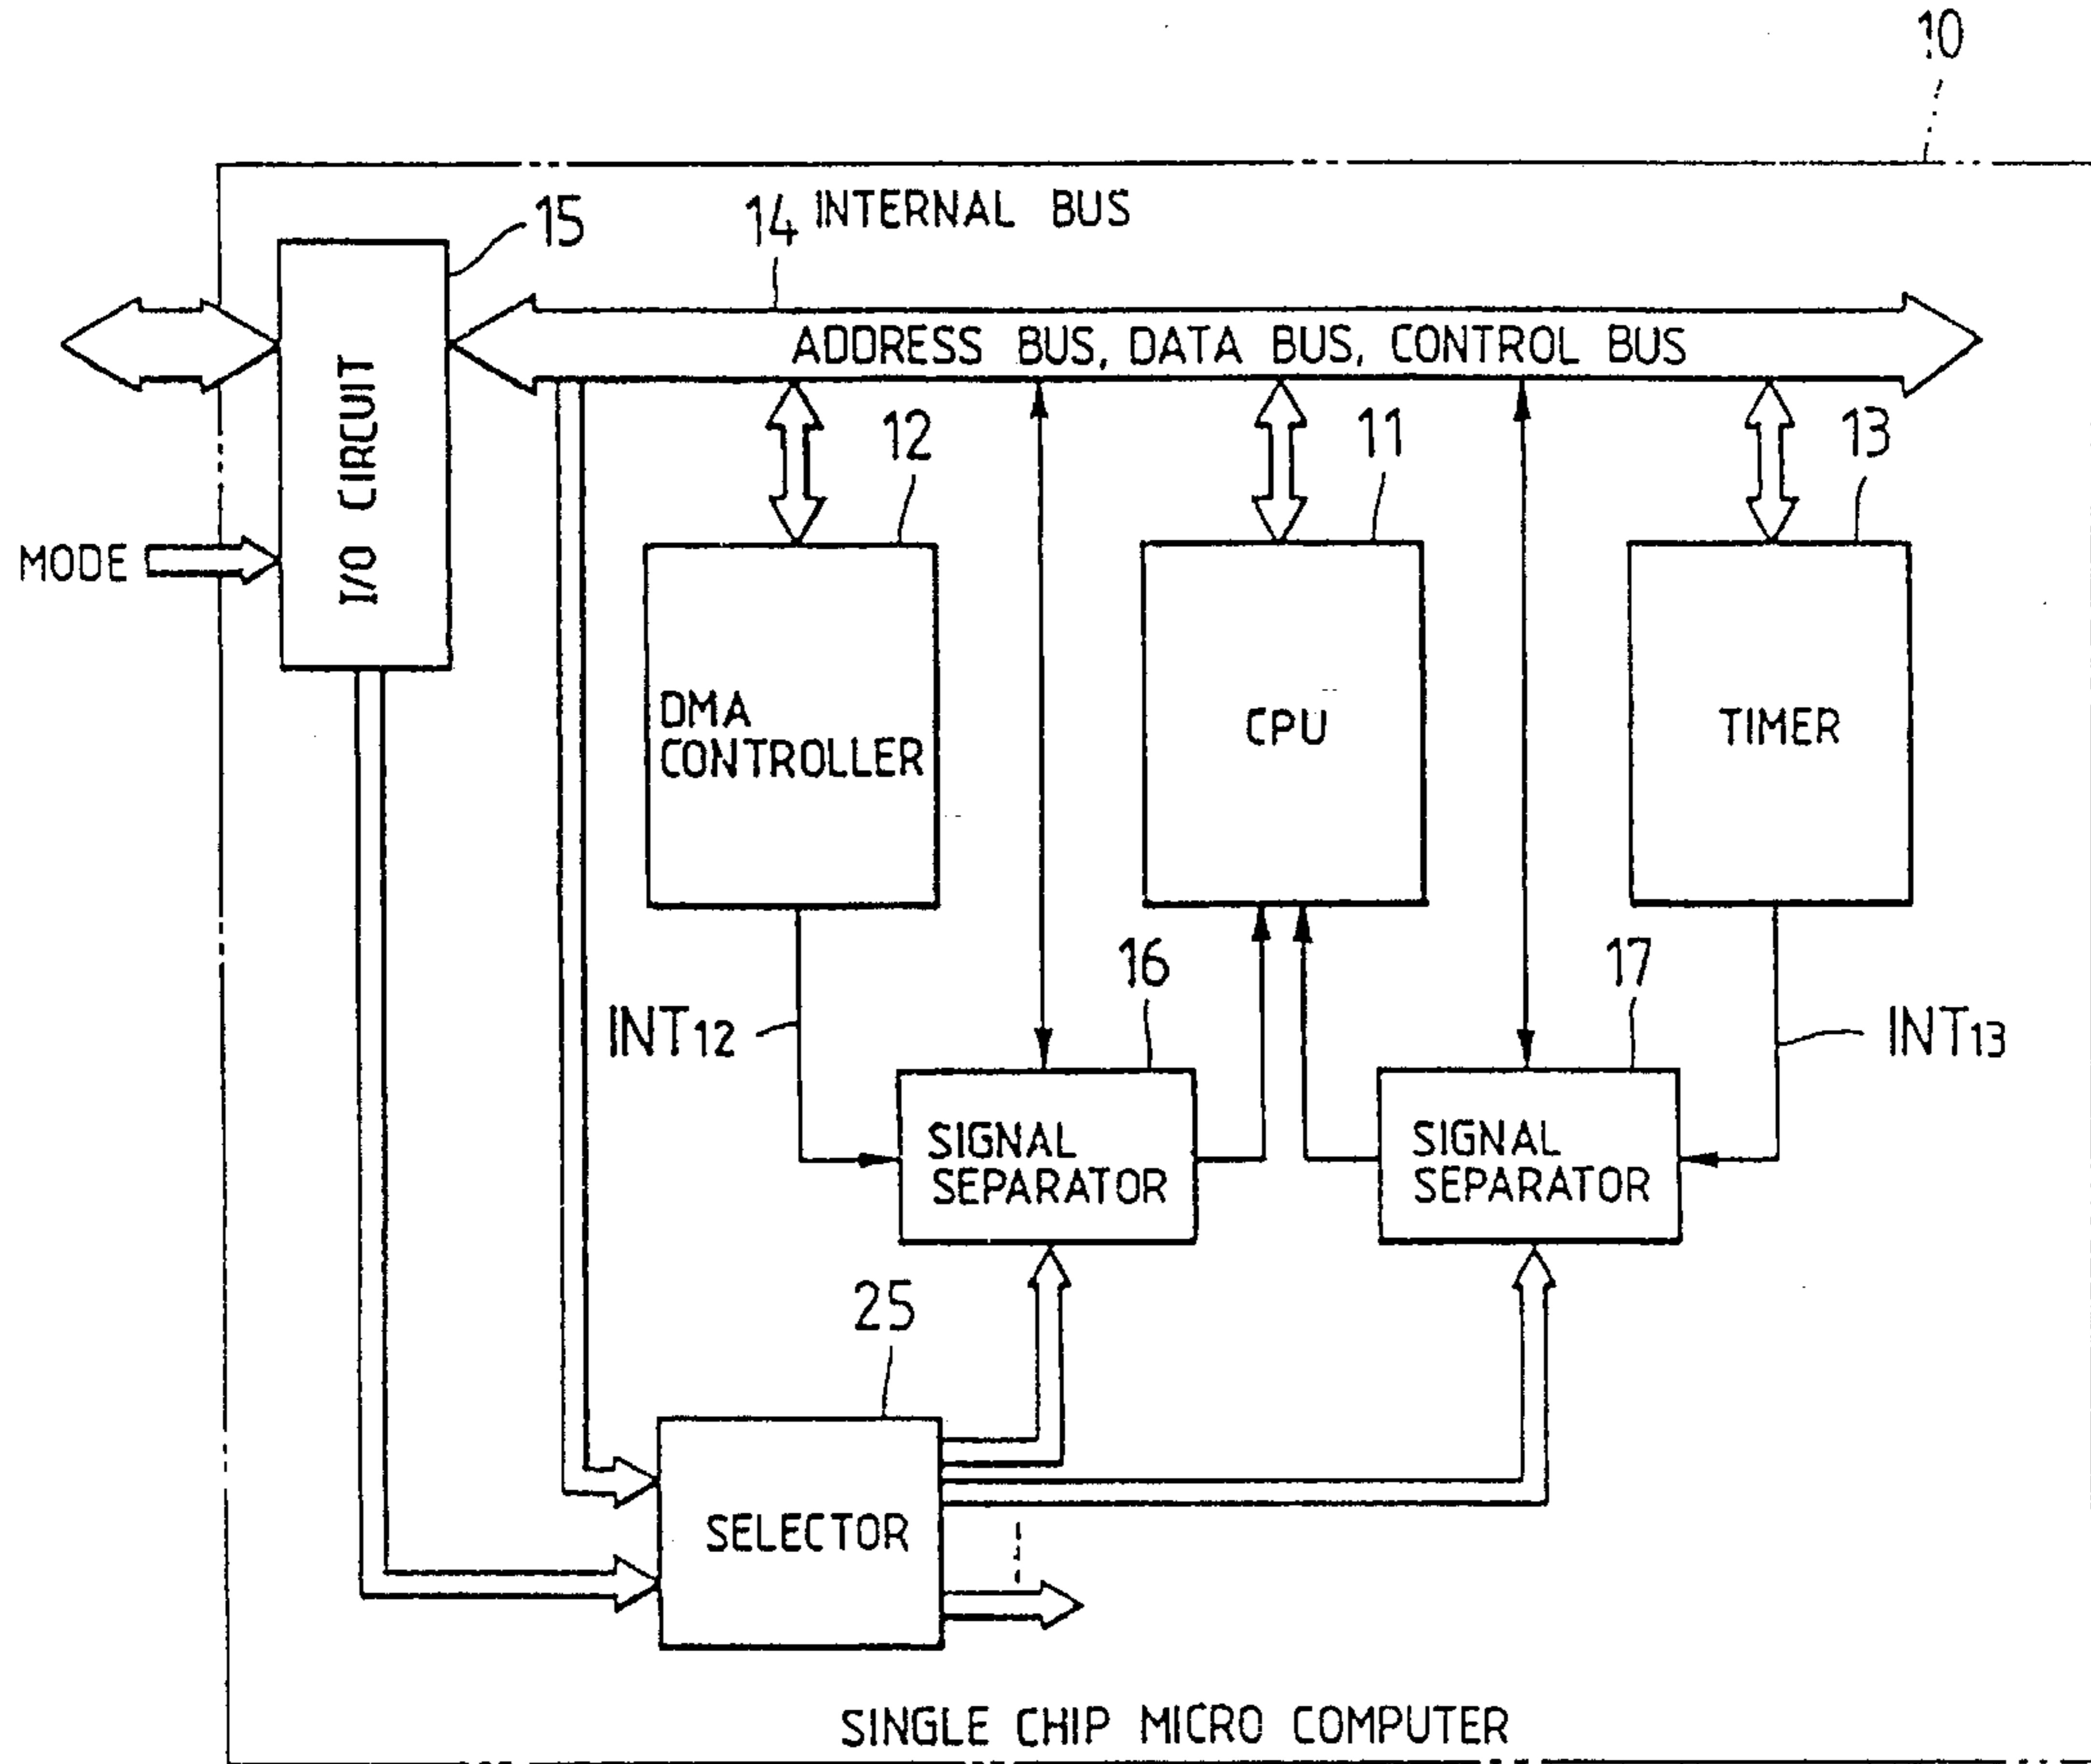 10
15
14 INTERNAL BUS
ADDRESS BUS, DATA BUS, CONTROL BUS
I/O CIRCUIT
MODE
12
11
13
DMA
CONTROLLER
CPU
TIMER
INT12
16
17
INT13
SIGNAL
SEPARATOR
SIGNAL
SEPARATOR
25
SELECTOR
SINGLE CHIP MICRO COMPUTER